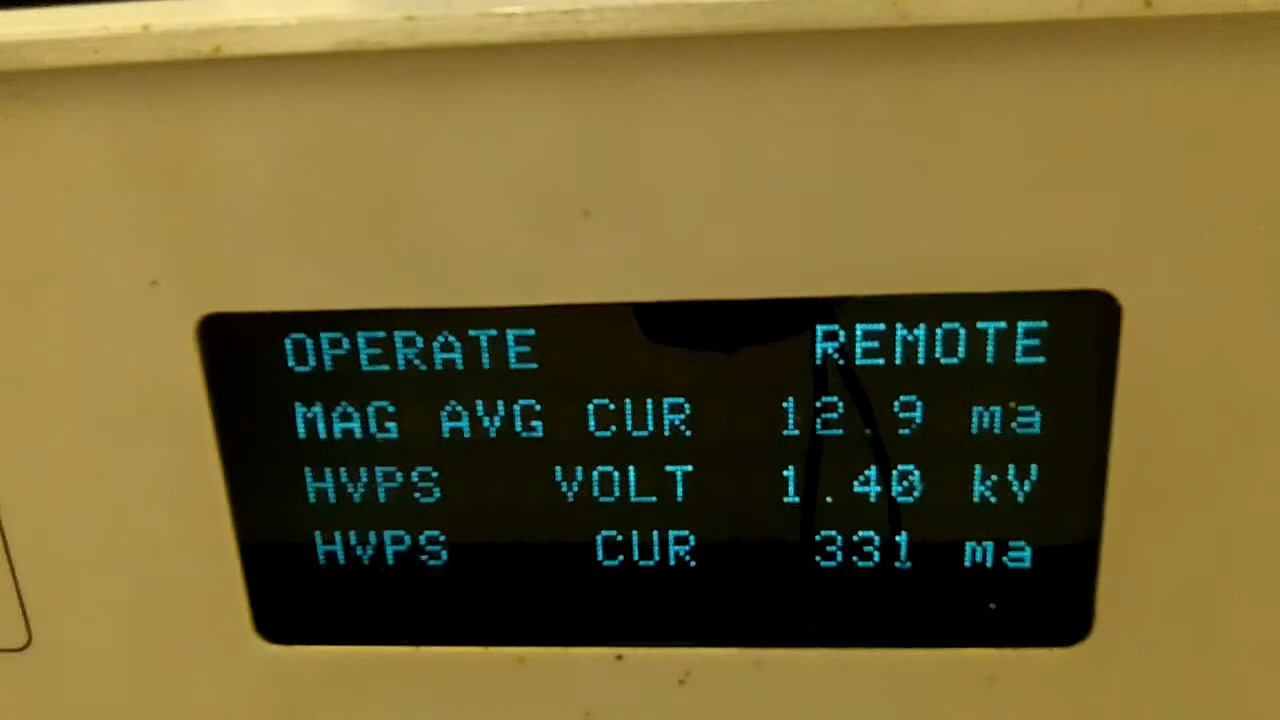 OPERATE REMOTE
MAG AVG CUR 12.9 ma
HVPS VOLT 1.40 kV
HVPS CUR 331 ma